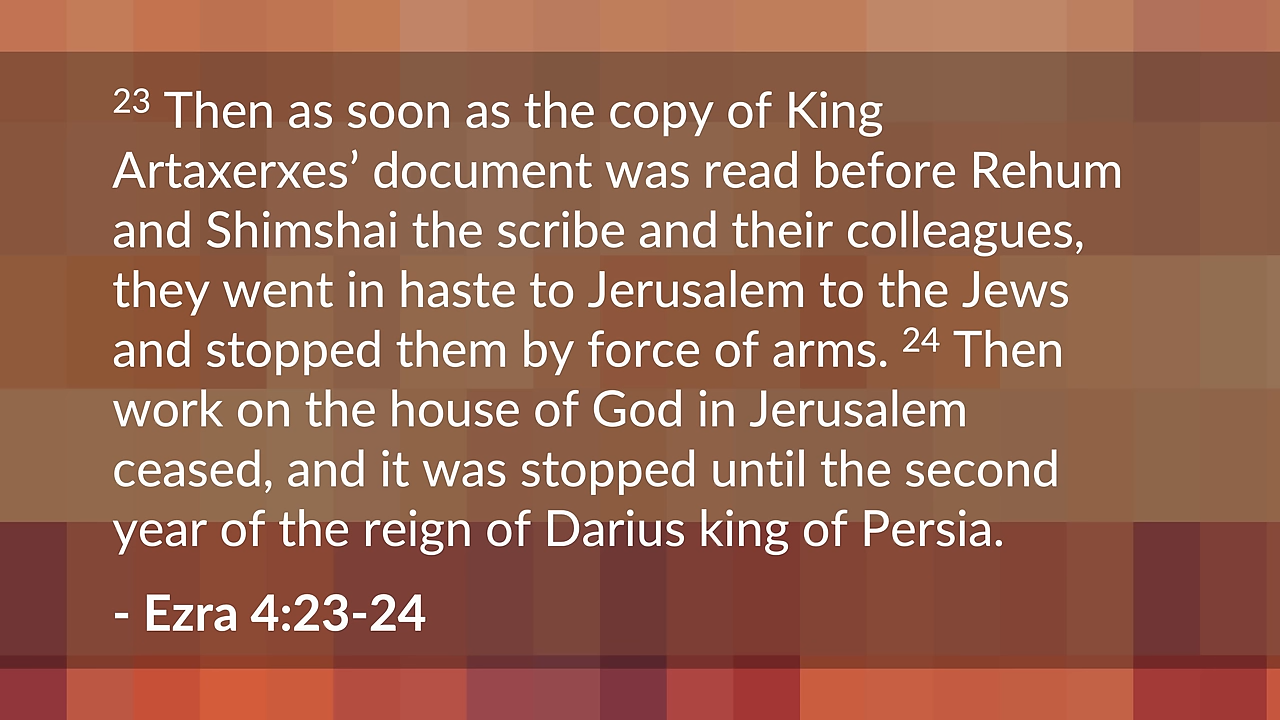 23 Then as soon as the copy of King
Artaxerxes’ document was read before Rehum
and Shimshai the scribe and their colleagues,
they went in haste to Jerusalem to the Jews
and stopped them by force of arms. 24 Then
work on the house of God in Jerusalem
ceased, and it was stopped until the second
year of the reign of Darius king of Persia.
- Ezra 4:23-24